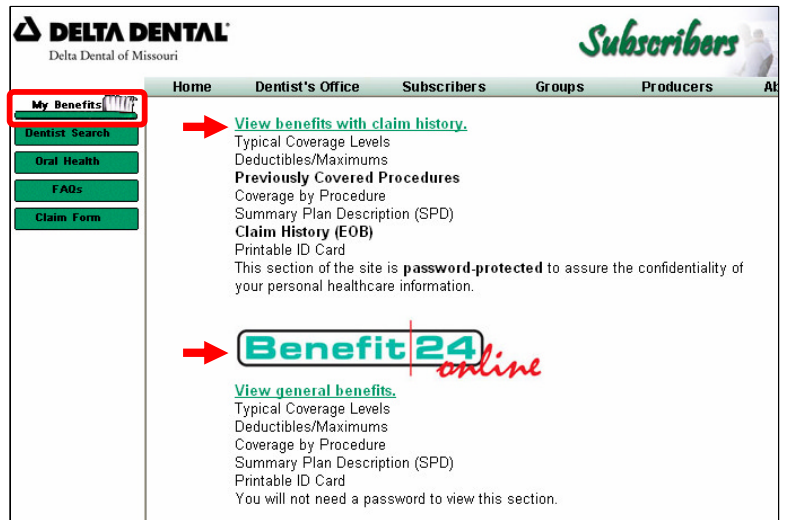 DELTA DENTAL
Delta Dental of Missouri
Subscribers
Home Dentist's Office Subscribers Groups Producers
My Benefits
Dentist Search
Oral Health
FAQs
Claim Form
View benefits with claim history.
Typical Coverage Levels
Deductibles/Maximums
Previously Covered Procedures
Coverage by Procedure
Summary Plan Description (SPD)
Claim History (EOB)
Printable ID Card
This section of the site is password-protected to assure the confidentiality of
your personal healthcare information.
Benefit 24 online
View general benefits.
Typical Coverage Levels
Deductibles/Maximums
Coverage by Procedure
Summary Plan Description (SPD)
Printable ID Card
You will not need a password to view this section.